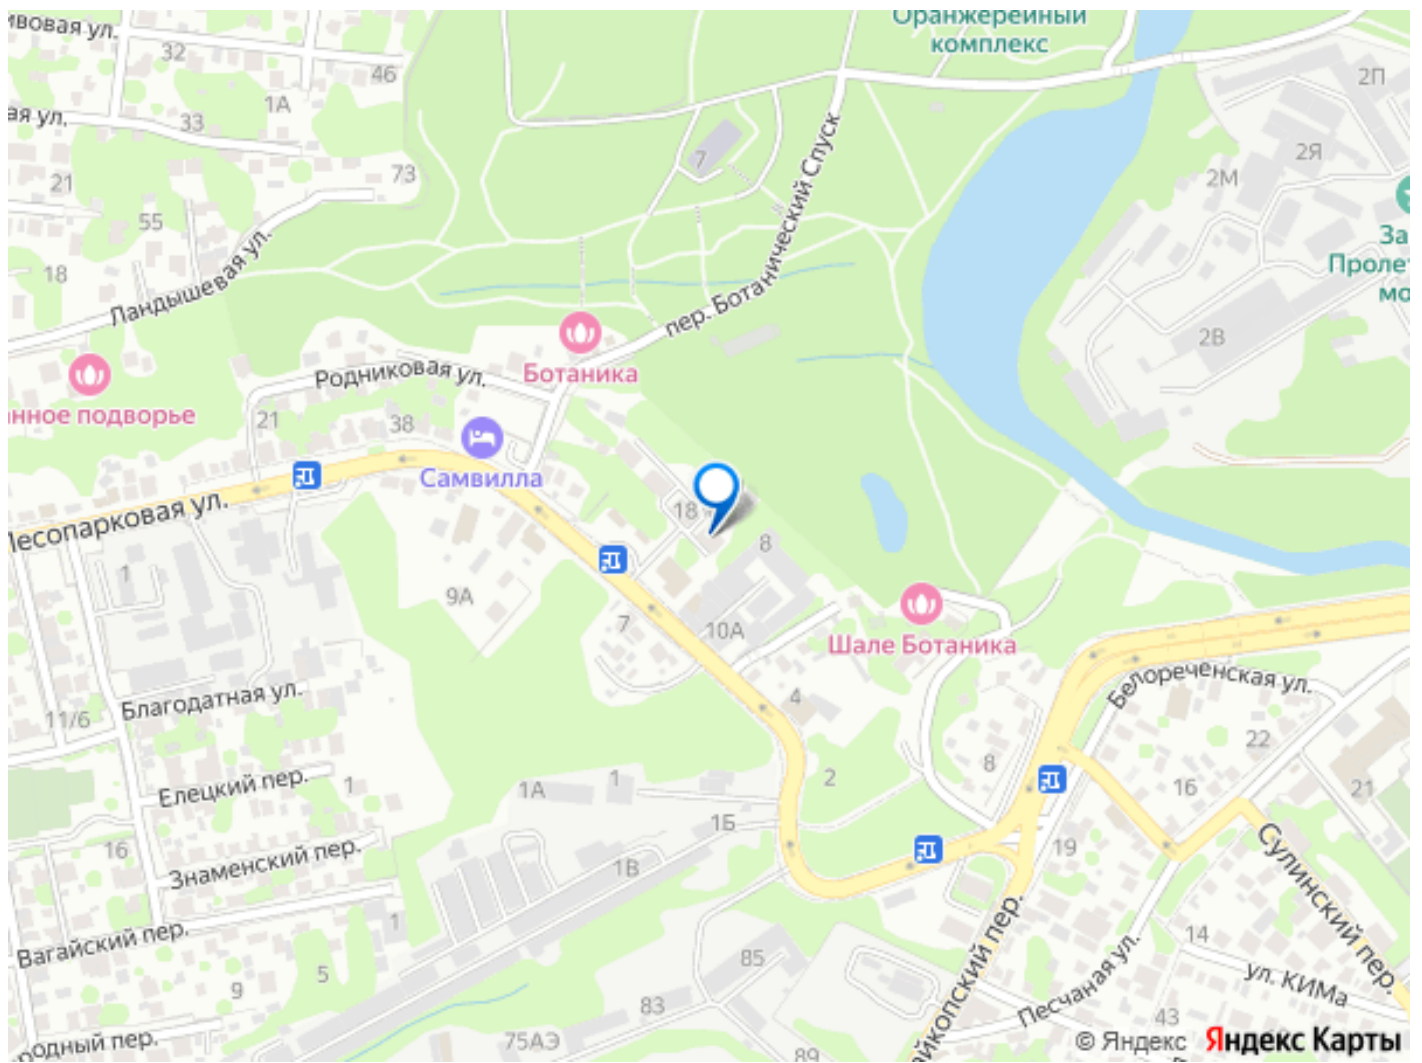 ивовая ул.
32
46
1А
ая ул.
33
21
73
55
18
Ландышевая ул.
Оранжерейный
комплекс
7
пер. Ботанический Спуск
2П
2Я
2М
За
Проле
мо
2В
Ботаника
Родниковая ул.
нное подворье
21
38
Самвилла
Лесопарковая ул.
18
8
1
9А
7
10А
Шале Ботаника
Белореченская ул.
4
Благодатная ул.
11/6
22
8
2
16
21
Елецкий пер.
1
1А
1
1Б
16
Знаменский пер.
1В
19
Сулинский пер.
1
Вагайский пер.
14
5
85
9
ул. КИМа
83
Песчаная ул.
43
йкопский пер.
родный пер.
75АЭ
89
© Яндекс Яндекс Карты